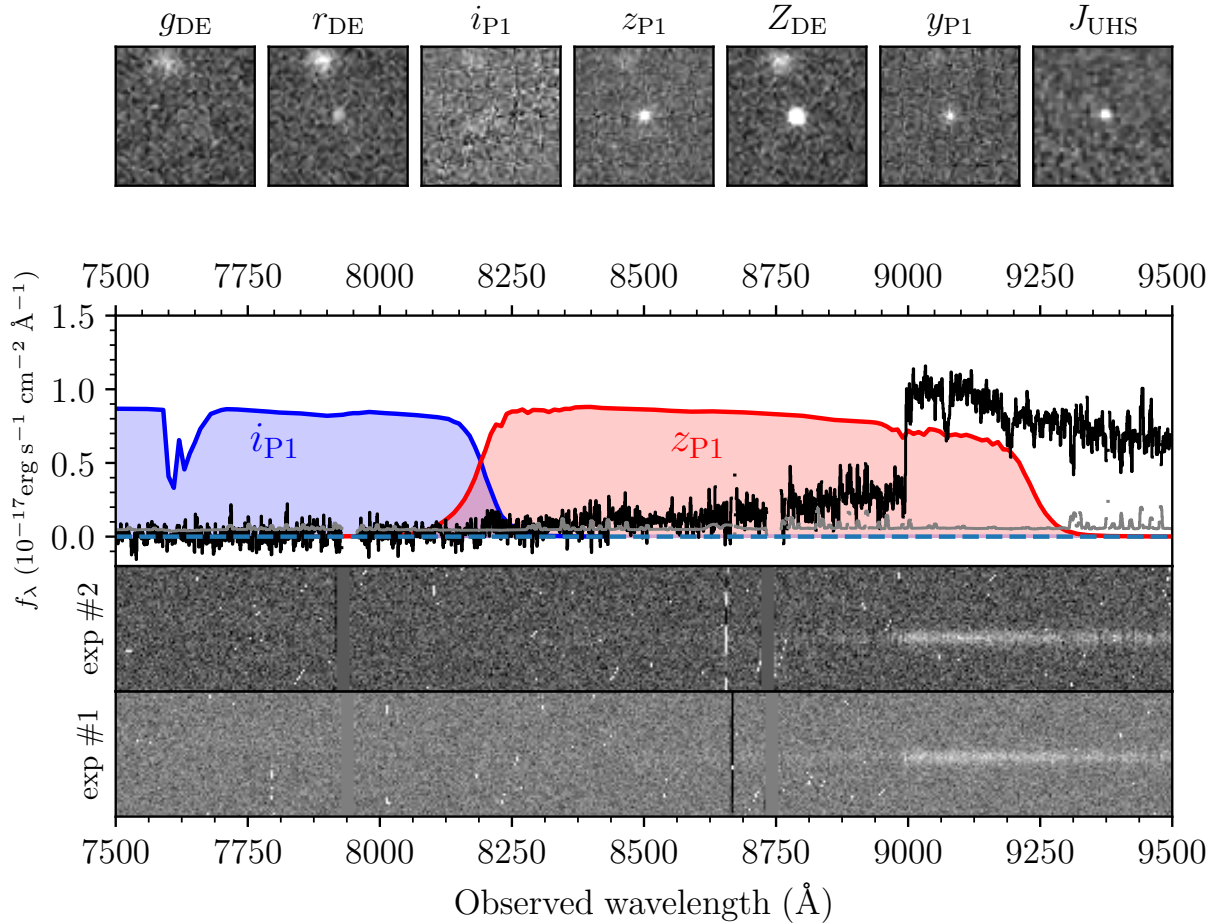 g_DE r_DE i_P1 z_P1 Z_DE y_P1 J_UHS
7500 7750 8000 8250 8500 8750 9000 9250 9500
f_λ (10⁻¹⁷ erg s⁻¹ cm⁻² Å⁻¹)
1.5
1.0
0.5
0.0
i_P1 z_P1
exp #2
exp #1
7500 7750 8000 8250 8500 8750 9000 9250 9500
Observed wavelength (Å)